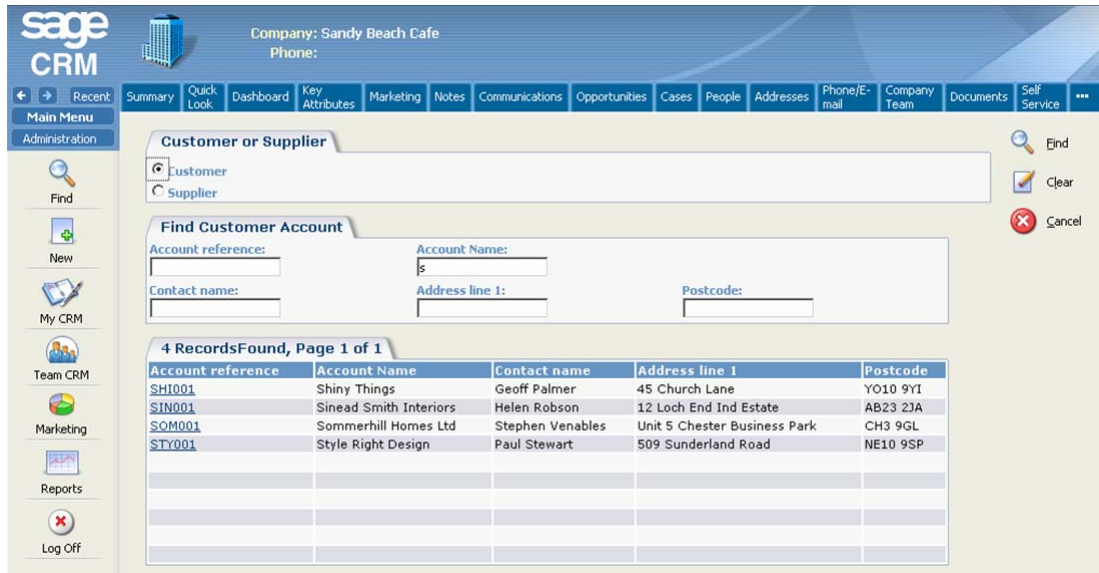 sage
CRM
Company: Sandy Beach Cafe
Phone:
Recent
Summary
Quick Look
Dashboard
Key Attributes
Marketing
Notes
Communications
Opportunities
Cases
People
Addresses
Phone/E-mail
Company Team
Documents
Self Service
Main Menu
Administration
Find
New
My CRM
Team CRM
Marketing
Reports
Log Off
Customer or Supplier
Customer
Supplier
Find
Clear
Cancel
Find Customer Account
Account reference:
Account Name:
s
Contact name:
Address line 1:
Postcode:
4 RecordsFound, Page 1 of 1
Account reference Account Name Contact name Address line 1 Postcode
SHI001 Shiny Things Geoff Palmer 45 Church Lane YO10 9YI
SIN001 Sinead Smith Interiors Helen Robson 12 Loch End Ind Estate AB23 2JA
SOM001 Sommerhill Homes Ltd Stephen Venables Unit 5 Chester Business Park CH3 9GL
STY001 Style Right Design Paul Stewart 509 Sunderland Road NE10 9SP